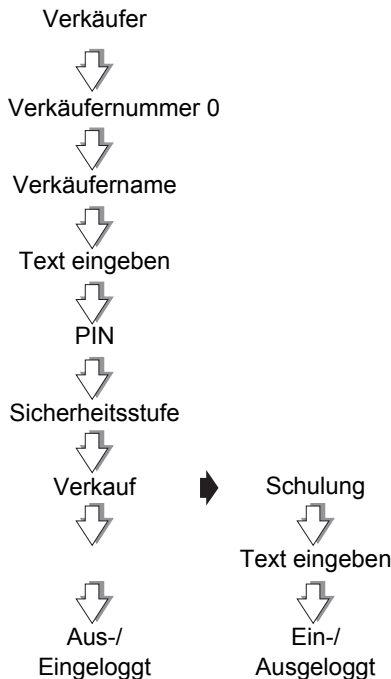 Verkäufer
Verkäufernummer 0
Verkäufername
Text eingeben
PIN
Sicherheitsstufe
Verkauf
Schulung
Text eingeben
Aus-/
Eingeloggt
Ein-/
Ausgeloggt